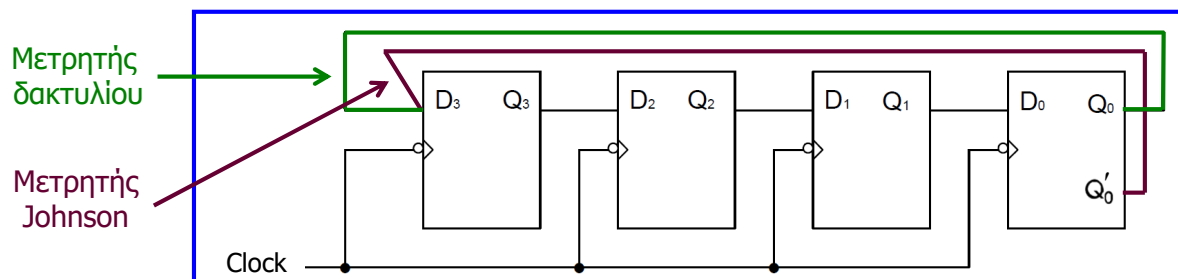 Μετρητής
δακτυλίου
D₃ Q₃ D₂ Q₂ D₁ Q₁ D₀ Q₀
Μετρητής
Johnson
Q₀′
Clock